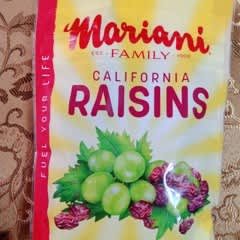 Mariani
EST. FAMILY 1906
CALIFORNIA
RAISINS
FUEL YOUR LIFE